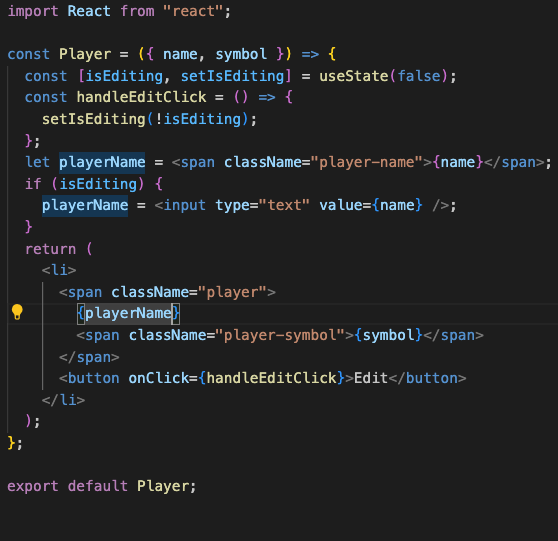 import React from "react";
const Player = ({ name, symbol }) => {
const [isEditing, setIsEditing] = useState(false);
const handleEditClick = () => {
setIsEditing(!isEditing);
};
let playerName = <span className="player-name">{name}</span>;
if (isEditing) {
playerName = <input type="text" value={name} />;
}
return (
<li>
<span className="player">
{playerName}
<span className="player-symbol">{symbol}</span>
</span>
<button onClick={handleEditClick}>Edit</button>
</li>
);
};
export default Player;